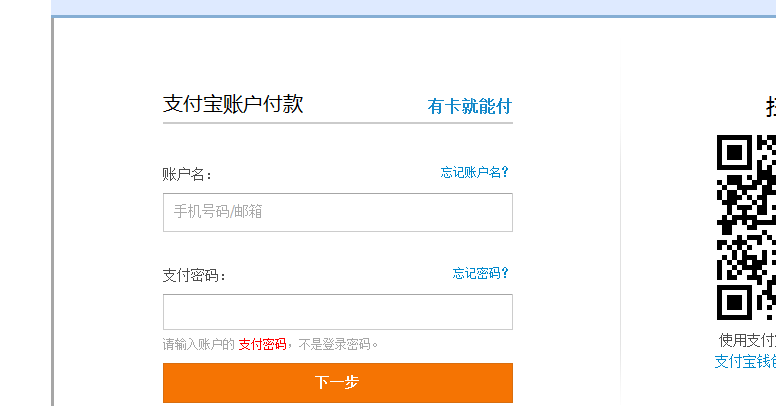 支付宝账户付款
有卡就能付
账户名：
忘记账户名？
手机号码/邮箱
支付密码：
忘记密码？
请输入账户的 支付密码，不是登录密码。
下一步
使用支付
支付宝钱